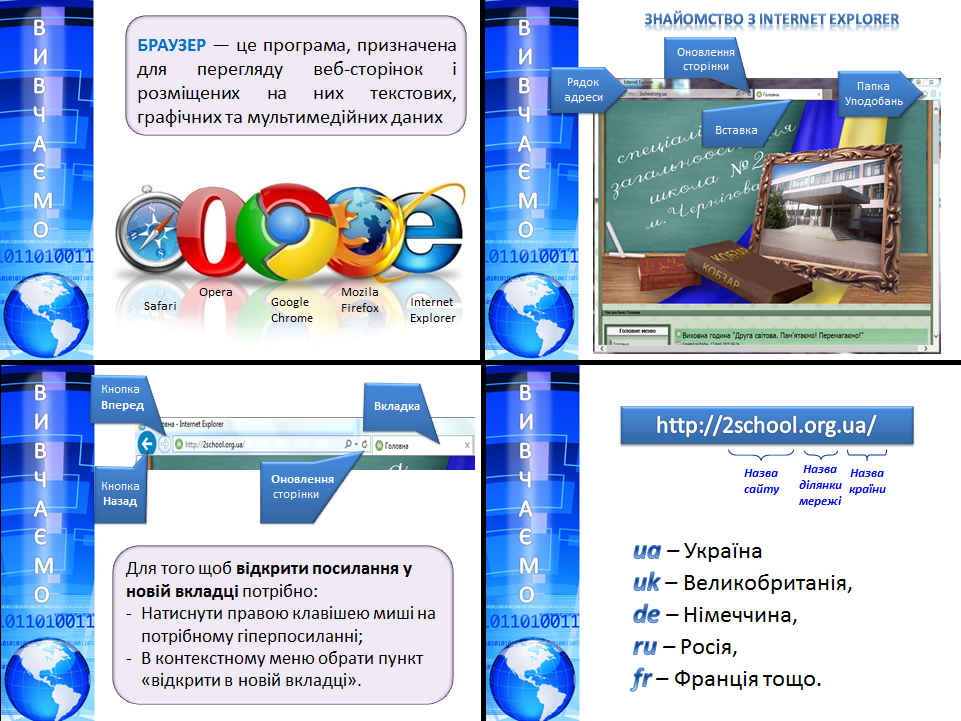 ВИВЧАЄМО
1011010011
БРАУЗЕР — це програма, призначена
для перегляду веб-сторінок і
розміщених на них текстових,
графічних та мультимедійних даних
Safari
Opera
Google
Chrome
Mozila
Firefox
Internet
Explorer
ВИВЧАЄМО
1011010011
ЗНАЙОМСТВО З INTERNET EXPLORER
Оновлення
сторінки
Рядок
адреси
Папка
Уподобань
Вставка
Головна
школа №2
м. Чернігова
КОБЗАР
КОБЗАР
Головне меню
Виховна година "Друга світова. Пам'ятаємо! Перемагаємо!"
ВИВЧАЄМО
1011010011
Кнопка
Вперед
Вкладка
- Internet Explorer
http://2school.org.ua/
Головна
Кнопка
Назад
Оновлення
сторінки
Для того щоб відкрити посилання у
новій вкладці потрібно:
- Натиснути правою клавішею миші на
потрібному гіперпосиланні;
- В контекстному меню обрати пункт
«відкрити в новій вкладці».
ВИВЧАЄМО
1011010011
http://2school.org.ua/
Назва
сайту
Назва
ділянки
мережі
Назва
країни
ua – Україна
uk – Великобританія,
de – Німеччина,
ru – Росія,
fr – Франція тощо.